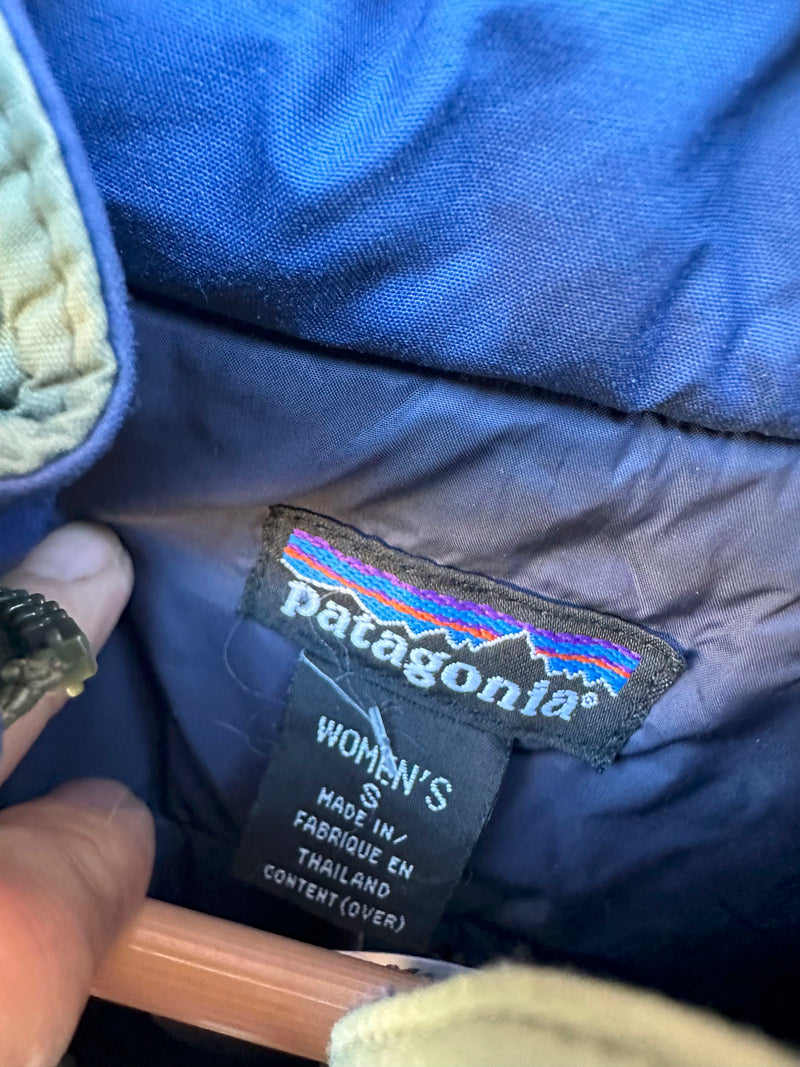 patagonia®
WOMEN'S
S
MADE IN/
FABRIQUE EN
THAILAND
CONTENT (OVER)